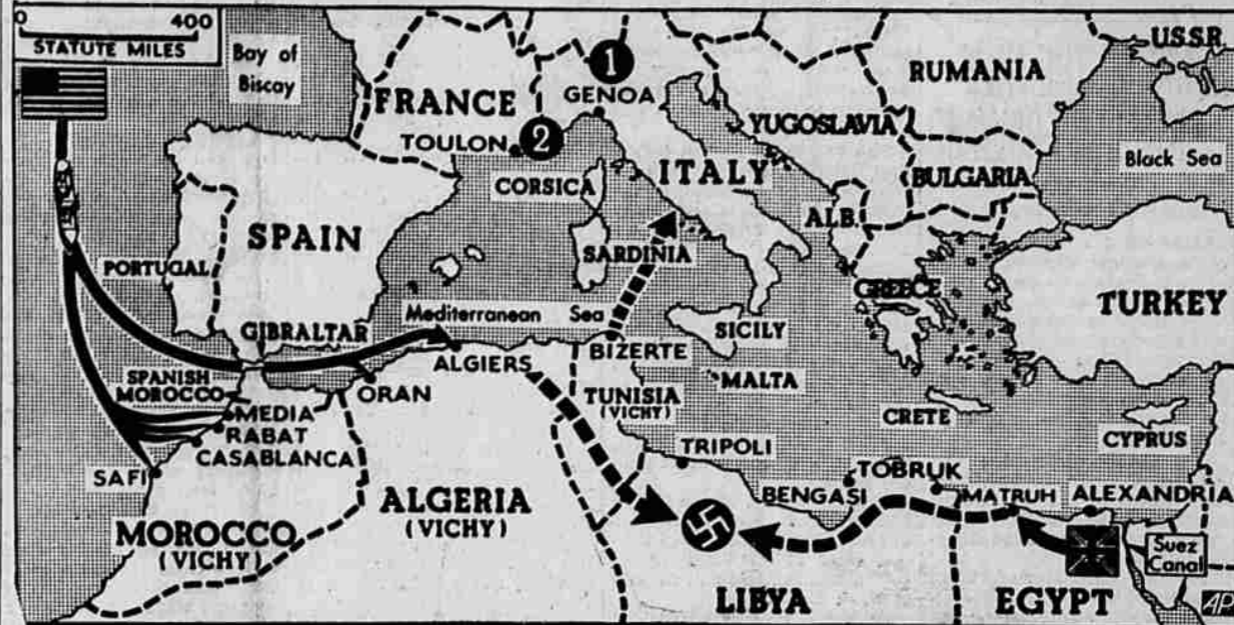 0 400
STATUTE MILES
Bay of
Biscay
FRANCE
1
GENOA
TOULON
2
CORSICA
ITALY
YUGOSLAVIA
RUMANIA
U.S.S.R.
BULGARIA
Black Sea
ALB.
SPAIN
PORTUGAL
SARDINIA
GREECE
TURKEY
GIBRALTAR
Mediterranean Sea
SICILY
ALGIERS
BIZERTE
SPANISH
MOROCCO
ORAN
TUNISIA
(VICHY)
MALTA
CRETE
CYPRUS
MEDIA
RABAT
CASABLANCA
SAFI
TRIPOLI
TOBRUK
BENGASI
MATRUH
ALEXANDRIA
ALGERIA
(VICHY)
MOROCCO
(VICHY)
Suez
Canal
LIBYA
EGYPT
AP